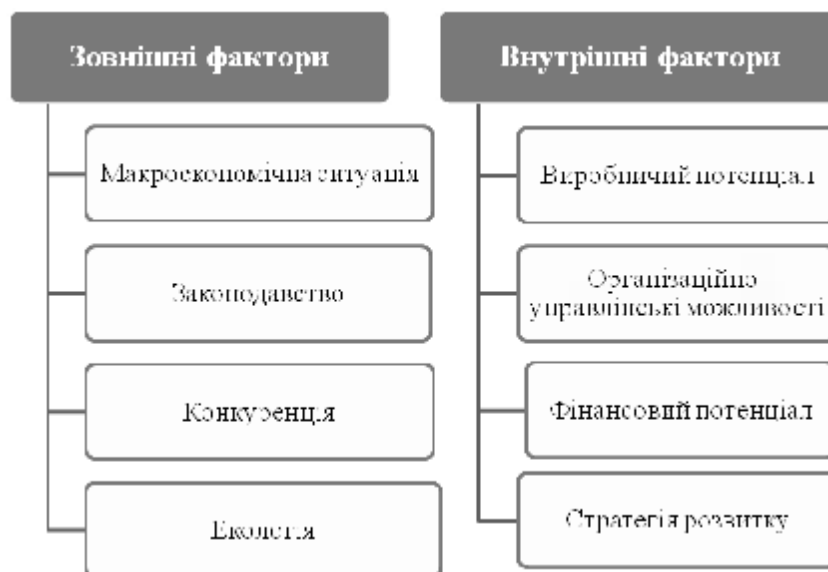 Зовнішні фактори
Макроекономічна ситуація
Законодавство
Конкуренція
Екологія
Внутрішні фактори
Виробничий потенціал
Організаційно
управлінські можливості
Фінансовий потенціал
Стратегія розвитку